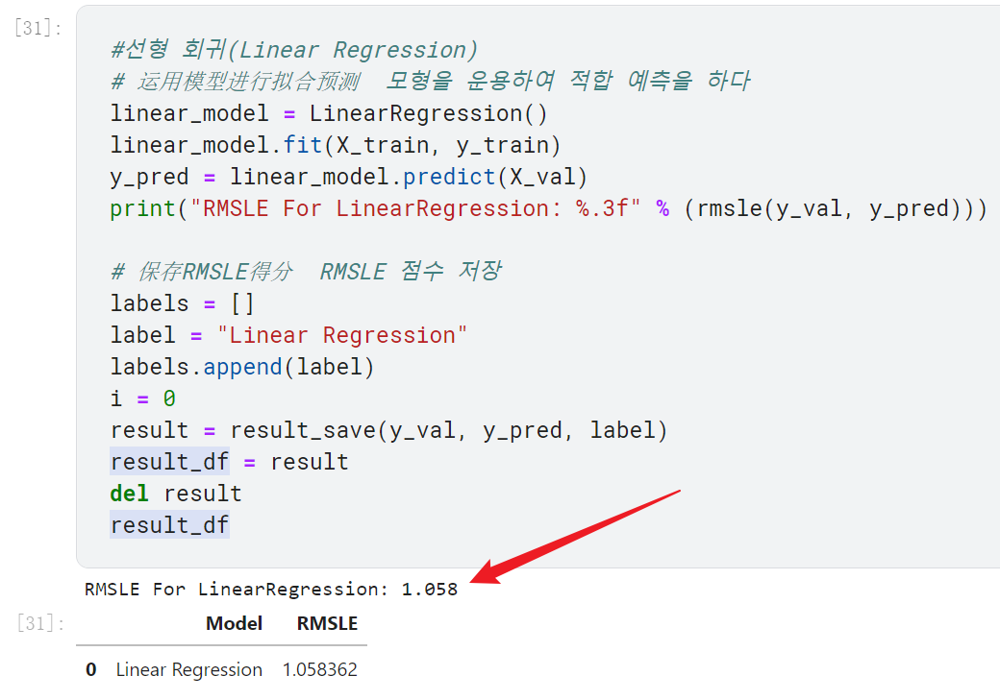 [31]:
#선형 회귀(Linear Regression)
# 运用模型进行拟合预测  모형을 운용하여 적합 예측을 하다
linear_model = LinearRegression()
linear_model.fit(X_train, y_train)
y_pred = linear_model.predict(X_val)
print("RMSLE For LinearRegression: %.3f" % (rmsle(y_val, y_pred)))
# 保存RMSLE得分  RMSLE 점수 저장
labels = []
label = "Linear Regression"
labels.append(label)
i = 0
result = result_save(y_val, y_pred, label)
result_df = result
del result
result_df
RMSLE For LinearRegression: 1.058
[31]:
Model RMSLE
0 Linear Regression 1.058362